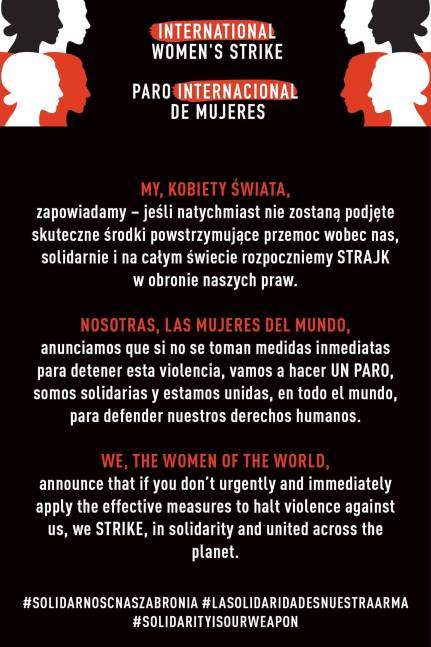 INTERNATIONAL
WOMEN'S STRIKE
PARO INTERNACIONAL
DE MUJERES
MY, KOBIETY ŚWIATA,
zapowiadamy – jeśli natychmiast nie zostaną podjęte
skuteczne środki powstrzymujące przemoc wobec nas,
solidarnie i na całym świecie rozpoczniemy STRAJK
w obronie naszych praw.
NOSOTRAS, LAS MUJERES DEL MUNDO,
anunciamos que si no se toman medidas inmediatas
para detener esta violencia, vamos a hacer UN PARO,
somos solidarias y estamos unidas, en todo el mundo,
para defender nuestros derechos humanos.
WE, THE WOMEN OF THE WORLD,
announce that if you don't urgently and immediately
apply the effective measures to halt violence against
us, we STRIKE, in solidarity and united across the
planet.
#SOLIDARNOSCNASZABRONIA #LASOLIDARIDADESNUESTRAARMA
#SOLIDARITYISOURWEAPON